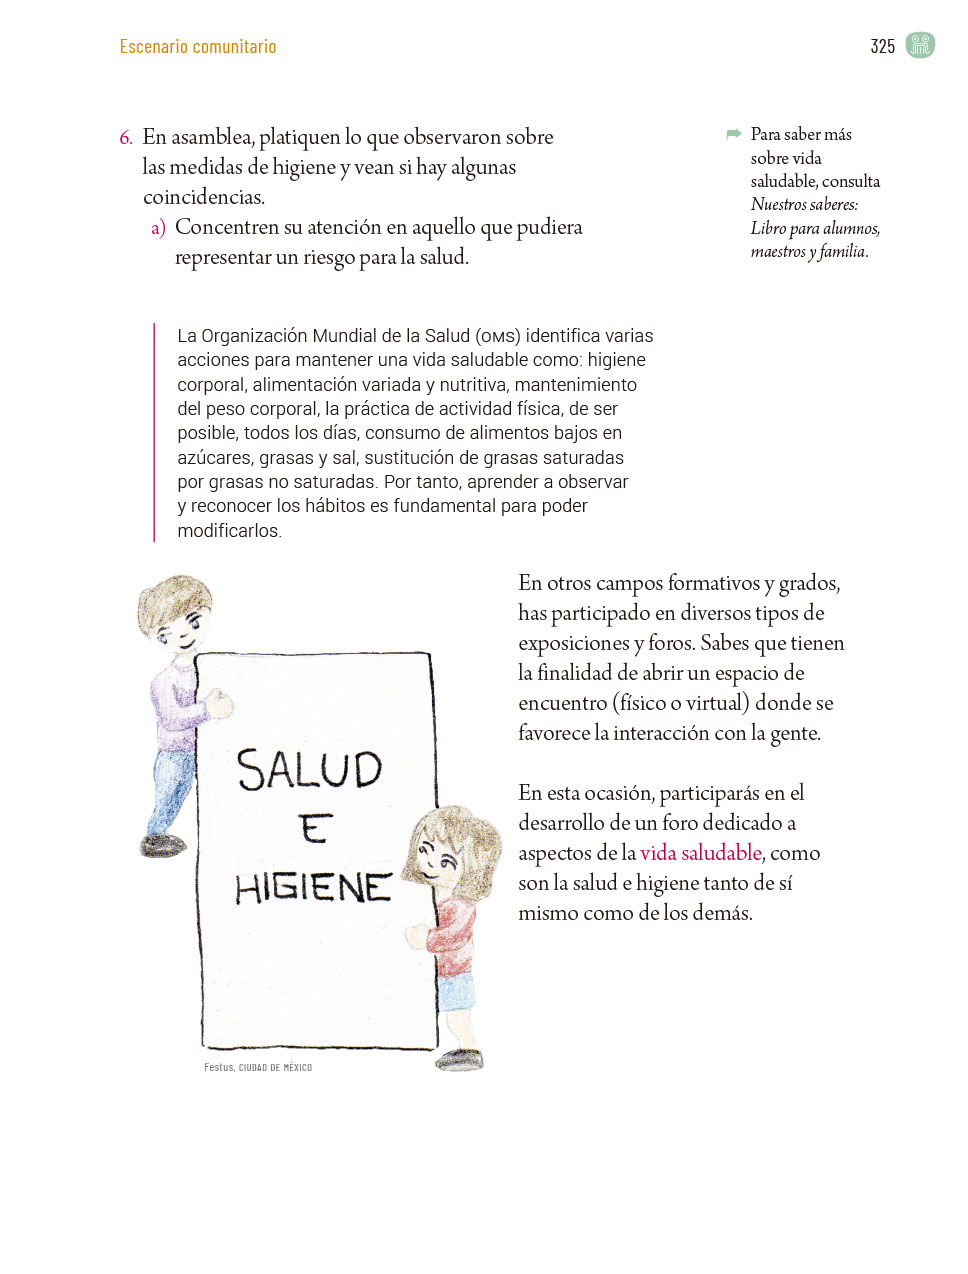 Escenario comunitario
325
6. En asamblea, platiquen lo que observaron sobre
las medidas de higiene y vean si hay algunas
coincidencias.
a) Concentren su atención en aquello que pudiera
representar un riesgo para la salud.
Para saber más
sobre vida
saludable, consulta
Nuestros saberes:
Libro para alumnos,
maestros y familia.
La Organización Mundial de la Salud (OMS) identifica varias
acciones para mantener una vida saludable como: higiene
corporal, alimentación variada y nutritiva, mantenimiento
del peso corporal, la práctica de actividad física, de ser
posible, todos los días, consumo de alimentos bajos en
azúcares, grasas y sal, sustitución de grasas saturadas
por grasas no saturadas. Por tanto, aprender a observar
y reconocer los hábitos es fundamental para poder
modificarlos.
SALUD
E
HIGIENE
Festus, CIUDAD DE MÉXICO
En otros campos formativos y grados,
has participado en diversos tipos de
exposiciones y foros. Sabes que tienen
la finalidad de abrir un espacio de
encuentro (físico o virtual) donde se
favorece la interacción con la gente.
En esta ocasión, participarás en el
desarrollo de un foro dedicado a
aspectos de la vida saludable, como
son la salud e higiene tanto de sí
mismo como de los demás.